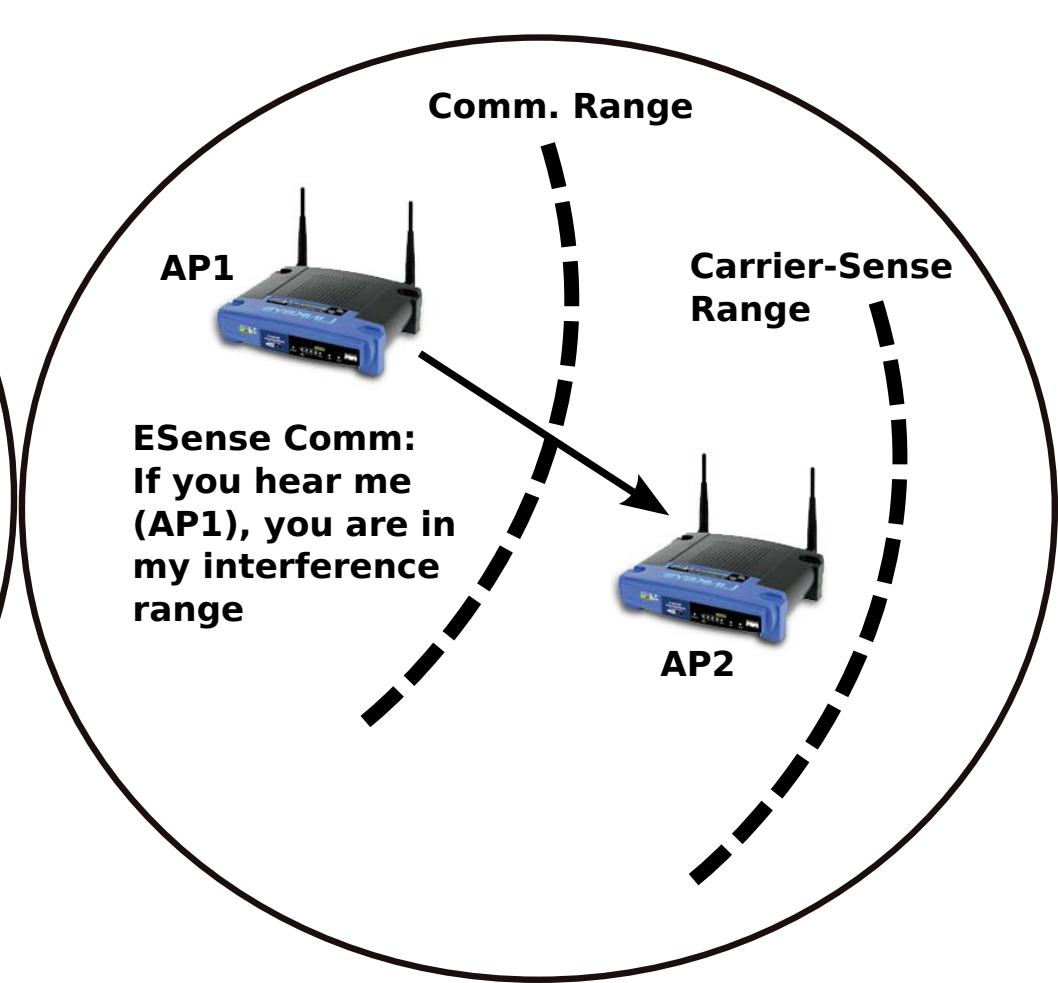 Comm. Range
AP1
Carrier-Sense
Range
ESense Comm:
If you hear me
(AP1), you are in
my interference
range
AP2